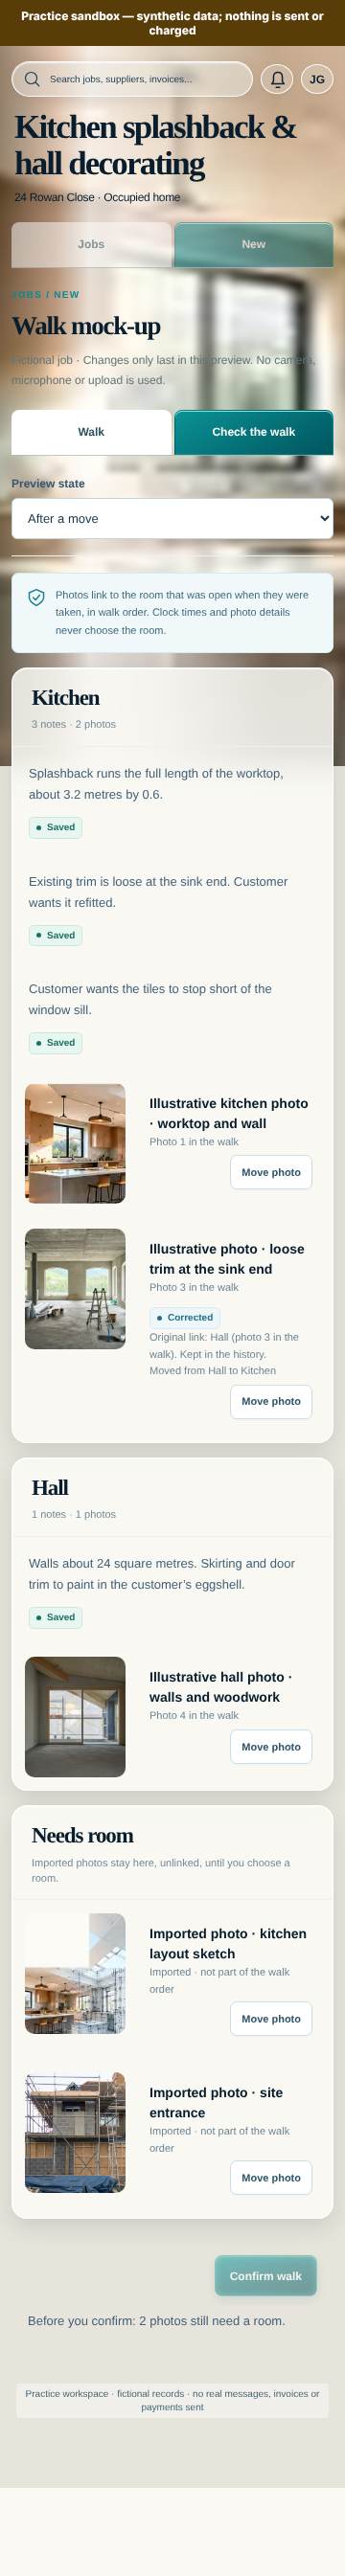 Practice sandbox — synthetic data; nothing is sent or
charged
Search jobs, suppliers, invoices...
JG
Kitchen splashback &
hall decorating
24 Rowan Close · Occupied home
Jobs
New
JOBS / NEW
Walk mock-up
Fictional job · Changes only last in this preview. No camera,
microphone or upload is used.
Walk
Check the walk
Preview state
After a move
Photos link to the room that was open when they were
taken, in walk order. Clock times and photo details
never choose the room.
Kitchen
3 notes · 2 photos
Splashback runs the full length of the worktop,
about 3.2 metres by 0.6.
Saved
Existing trim is loose at the sink end. Customer
wants it refitted.
Saved
Customer wants the tiles to stop short of the
window sill.
Saved
Illustrative kitchen photo
· worktop and wall
Photo 1 in the walk
Move photo
Illustrative photo · loose
trim at the sink end
Photo 3 in the walk
Corrected
Original link: Hall (photo 3 in the
walk). Kept in the history.
Moved from Hall to Kitchen
Move photo
Hall
1 notes · 1 photos
Walls about 24 square metres. Skirting and door
trim to paint in the customer’s eggshell.
Saved
Illustrative hall photo ·
walls and woodwork
Photo 4 in the walk
Move photo
Needs room
Imported photos stay here, unlinked, until you choose a
room.
Imported photo · kitchen
layout sketch
Imported · not part of the walk
order
Move photo
Imported photo · site
entrance
Imported · not part of the walk
order
Move photo
Confirm walk
Before you confirm: 2 photos still need a room.
Practice workspace · fictional records · no real messages, invoices or
payments sent